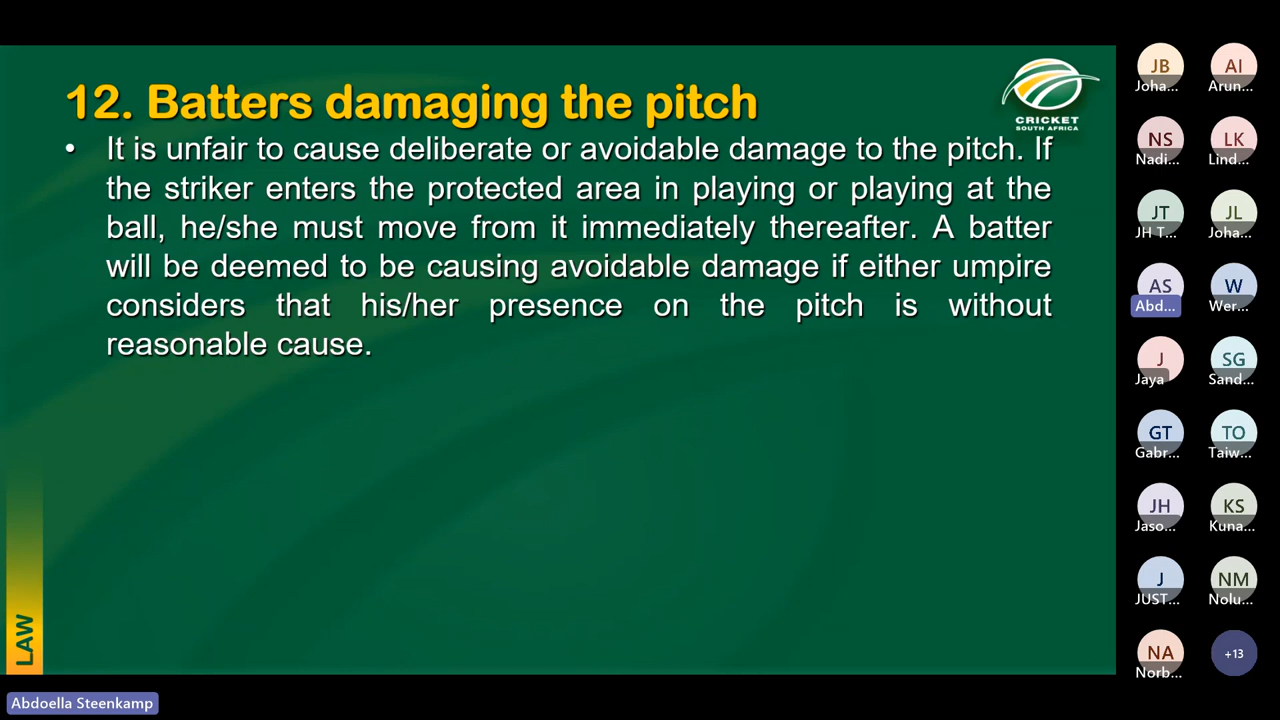 12. Batters damaging the pitch
CRICKET
SOUTH AFRICA
• It is unfair to cause deliberate or avoidable damage to the pitch. If
the striker enters the protected area in playing or playing at the
ball, he/she must move from it immediately thereafter. A batter
will be deemed to be causing avoidable damage if either umpire
considers that his/her presence on the pitch is without
reasonable cause.
LAW
Abdoella Steenkamp
JB AI
Joha... Arun...
NS LK
Nadi... Lind...
JT JL
JH T... Joha...
AS W
Abd... Wer...
J SG
Jaya Sand...
GT TO
Gabr... Taiw...
JH KS
Jaso... Kuna...
J NM
JUST... Nolu...
NA +13
Norb...